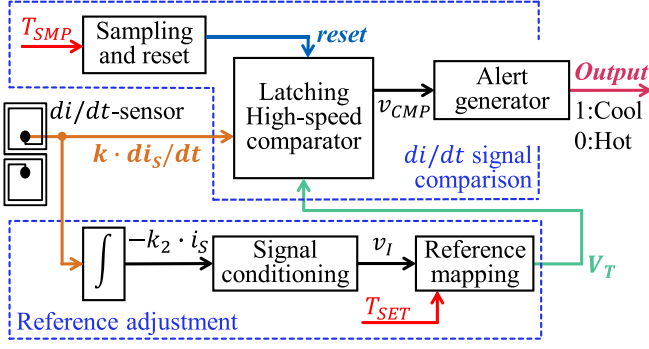 T_SMP
Sampling
and reset
reset
Latching
High-speed
comparator
v_CMP
Alert
generator
Output
1:Cool
0:Hot
di/dt-sensor
k · di_S/dt
di/dt signal
comparison
∫
−k_2 · i_S
Signal
conditioning
v_I
Reference
mapping
V_T
T_SET
Reference adjustment